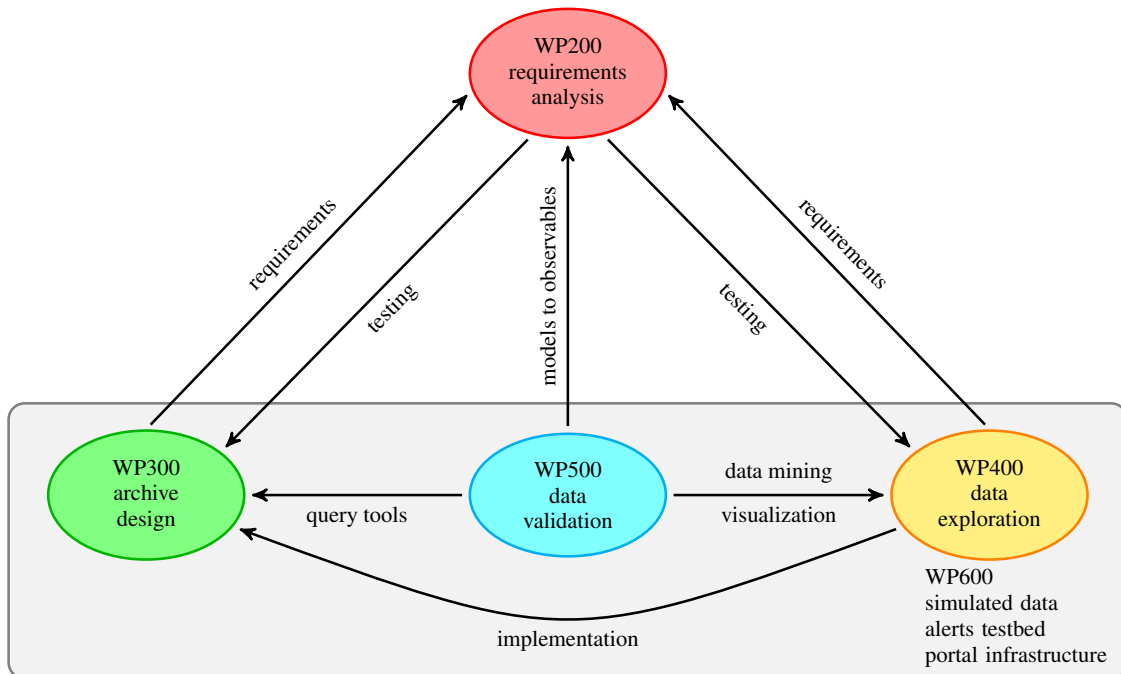 WP200
requirements
analysis
requirements
testing
models to observables
testing
requirements
WP300
archive
design
query tools
WP500
data
validation
data mining
visualization
WP400
data
exploration
implementation
WP600
simulated data
alerts testbed
portal infrastructure